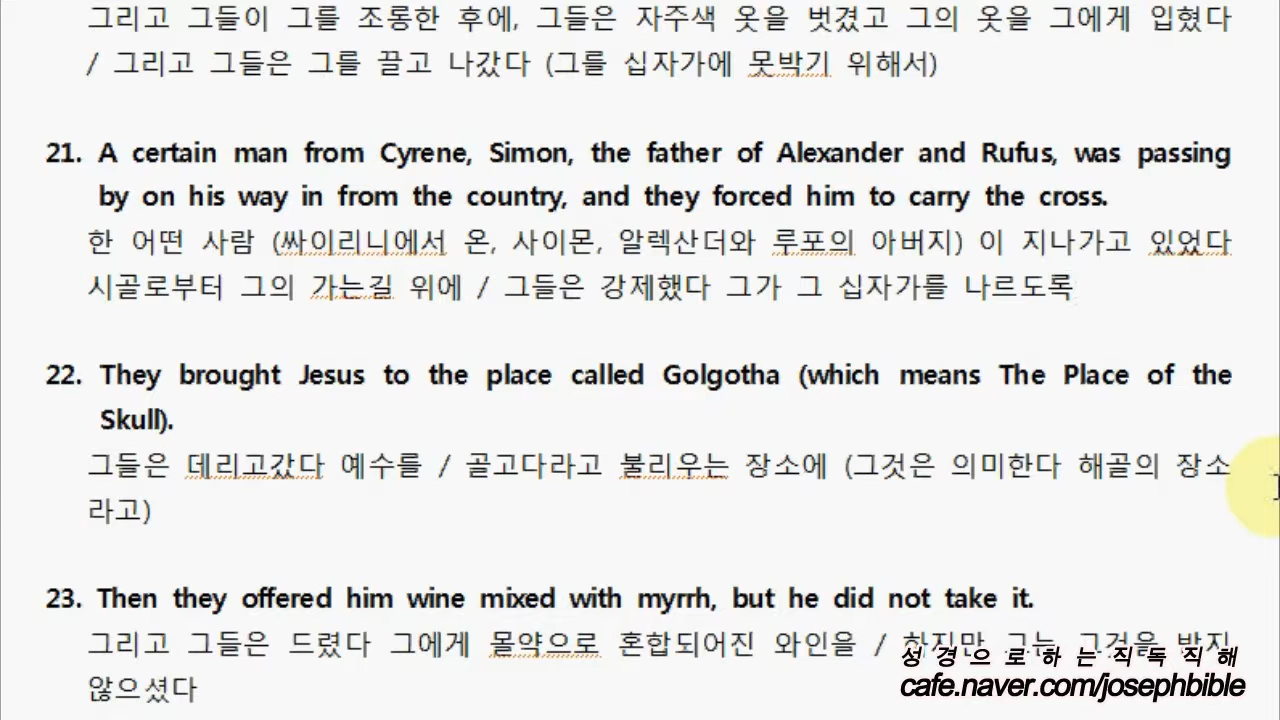 그리고 그들이 그를 조롱한 후에, 그들은 자주색 옷을 벗겼고 그의 옷을 그에게 입혔다
/ 그리고 그들은 그를 끌고 나갔다 (그를 십자가에 못박기 위해서)
21. A certain man from Cyrene, Simon, the father of Alexander and Rufus, was passing
by on his way in from the country, and they forced him to carry the cross.
한 어떤 사람 (싸이리니에서 온, 사이몬, 알렉산더와 루포의 아버지) 이 지나가고 있었다
시골로부터 그의 가는길 위에 / 그들은 강제했다 그가 그 십자가를 나르도록
22. They brought Jesus to the place called Golgotha (which means The Place of the
Skull).
그들은 데리고갔다 예수를 / 골고다라고 불리우는 장소에 (그것은 의미한다 해골의 장소
라고)
23. Then they offered him wine mixed with myrrh, but he did not take it.
그리고 그들은 드렸다 그에게 몰약으로 혼합되어진 와인을 / 하지만 그는 그것을 받지
않으셨다
성경으로하는직독직해
cafe.naver.com/josephbible